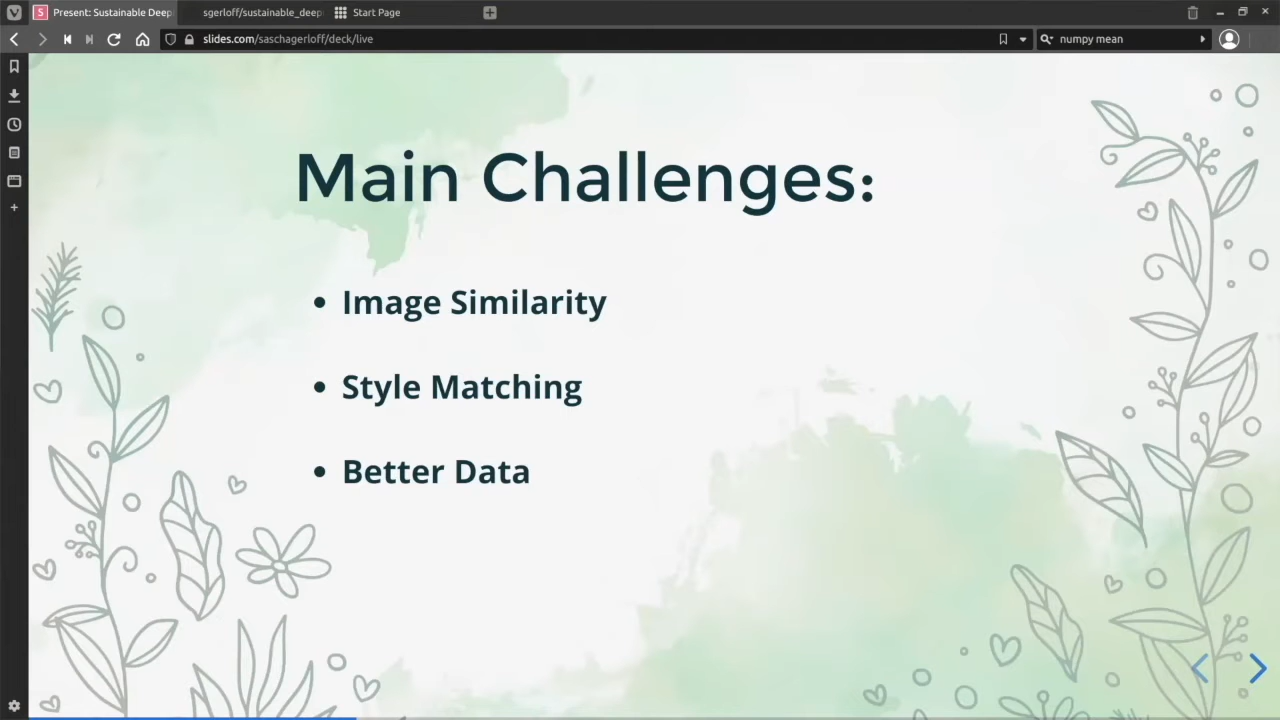 Present: Sustainable Deep
sgerloff/sustainable_deep
Start Page
slides.com/saschagerloff/deck/live
numpy mean
Main Challenges:
• Image Similarity
• Style Matching
• Better Data